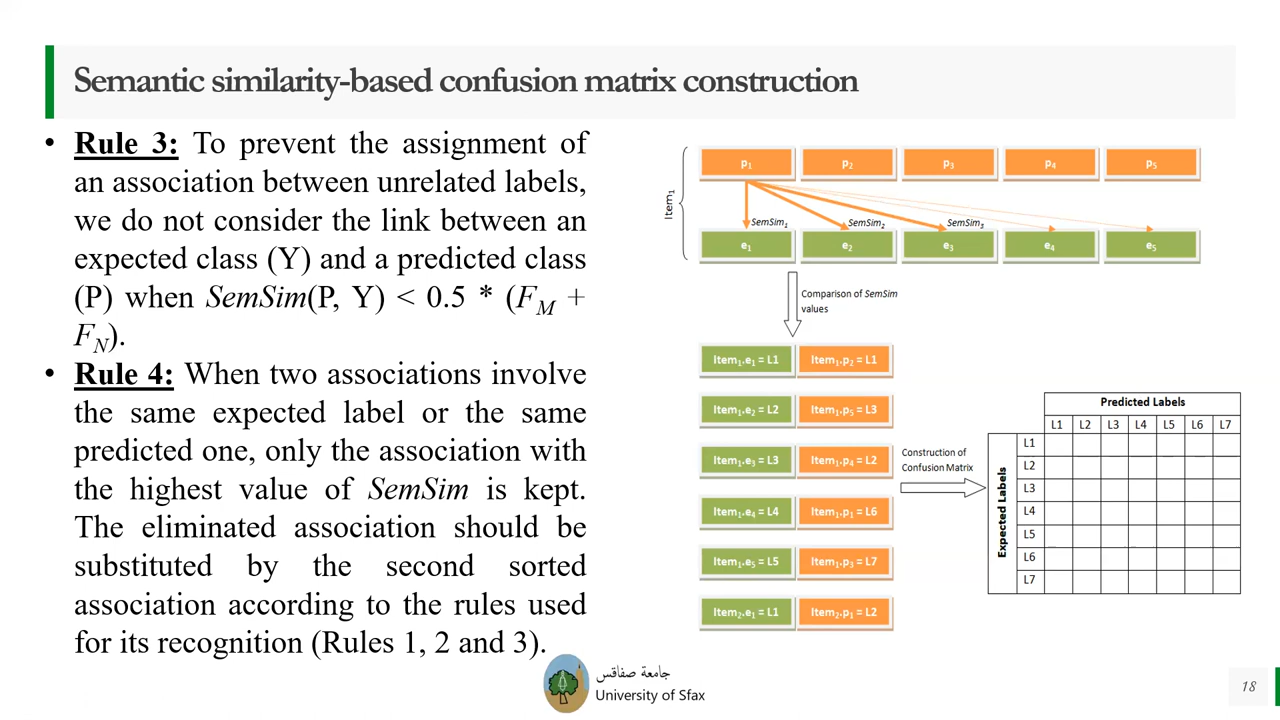 Semantic similarity-based confusion matrix construction
• Rule 3: To prevent the assignment of
an association between unrelated labels,
we do not consider the link between an
expected class (Y) and a predicted class
(P) when SemSim(P, Y) < 0.5 * (F_M +
F_N).
• Rule 4: When two associations involve
the same expected label or the same
predicted one, only the association with
the highest value of SemSim is kept.
The eliminated association should be
substituted by the second sorted
association according to the rules used
for its recognition (Rules 1, 2 and 3).
Item₁
p₁ p₂ p₃ p₄ p₅
SemSim₁ SemSim₂ SemSim₃
e₁ e₂ e₃ e₄ e₅
Comparison of SemSim
values
Item₁.e₁ = L1 Item₁.p₂ = L1
Item₁.e₂ = L2 Item₁.p₅ = L3
Item₁.e₃ = L3 Item₁.p₄ = L2
Item₁.e₄ = L4 Item₁.p₁ = L6
Item₁.e₅ = L5 Item₁.p₃ = L7
Item₂.e₁ = L1 Item₂.p₁ = L2
Construction of
Confusion Matrix
Predicted Labels
L1 L2 L3 L4 L5 L6 L7
Expected Labels
L1
L2
L3
L4
L5
L6
L7
جامعة صفاقس
University of Sfax
18